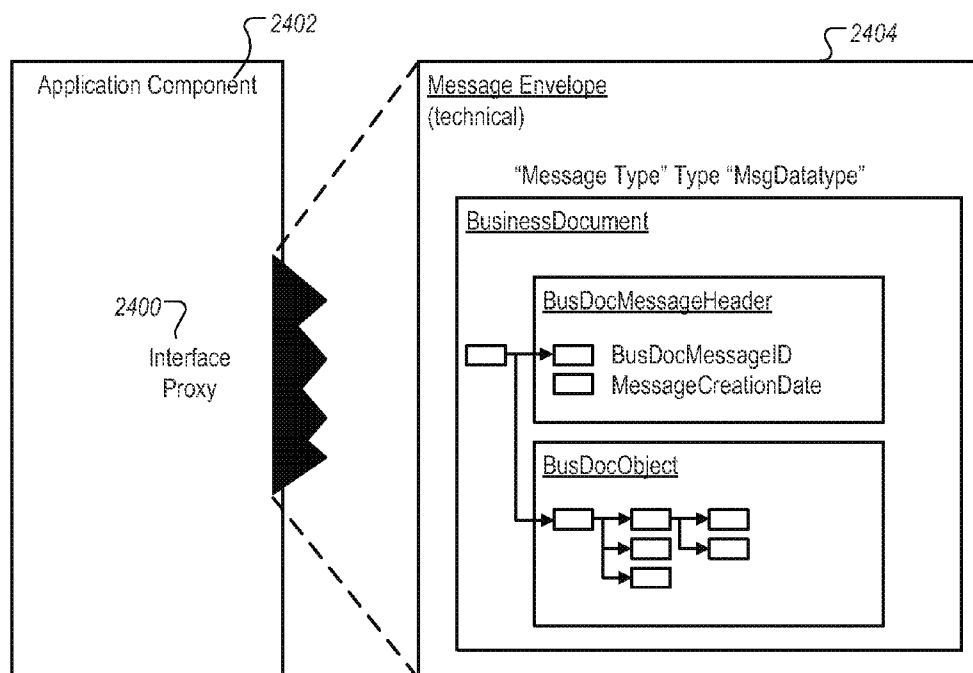 2402
2404
Application Component
Message Envelope
(technical)
“Message Type” Type “MsgDatatype”
BusinessDocument
BusDocMessageHeader
2400
Interface
Proxy
BusDocMessageID
MessageCreationDate
BusDocObject